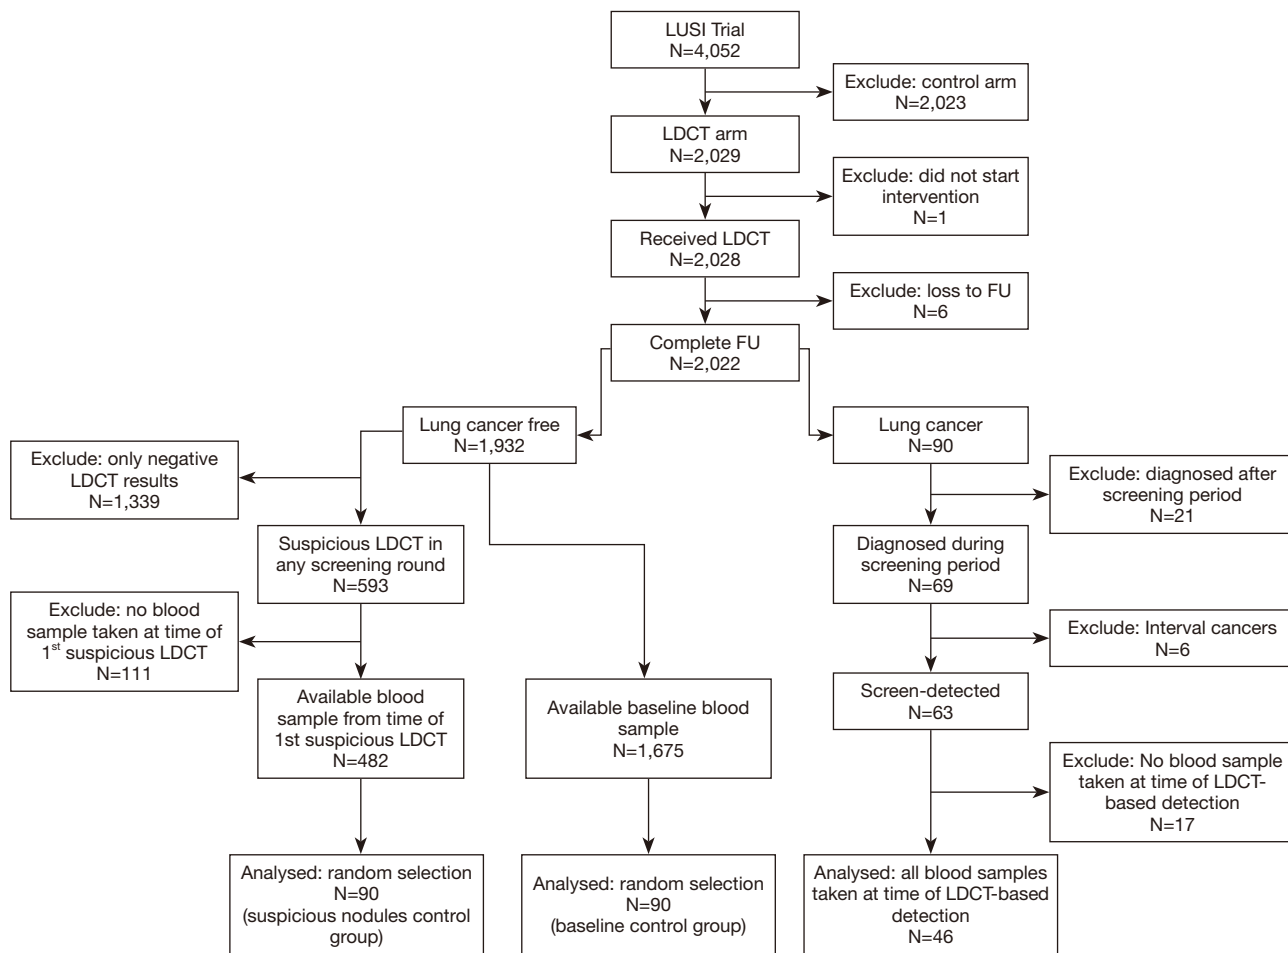 LUSI Trial
N=4,052
Exclude: control arm
N=2,023
LDCT arm
N=2,029
Exclude: did not start
intervention
N=1
Received LDCT
N=2,028
Exclude: loss to FU
N=6
Complete FU
N=2,022
Lung cancer free
N=1,932
Lung cancer
N=90
Exclude: only negative
LDCT results
N=1,339
Exclude: diagnosed after
screening period
N=21
Suspicious LDCT in
any screening round
N=593
Diagnosed during
screening period
N=69
Exclude: no blood
sample taken at time of
1st suspicious LDCT
N=111
Exclude: Interval cancers
N=6
Available blood
sample from time of
1st suspicious LDCT
N=482
Available baseline blood
sample
N=1,675
Screen-detected
N=63
Exclude: No blood sample
taken at time of LDCT-
based detection
N=17
Analysed: random selection
N=90
(suspicious nodules control
group)
Analysed: random selection
N=90
(baseline control group)
Analysed: all blood samples
taken at time of LDCT-based
detection
N=46